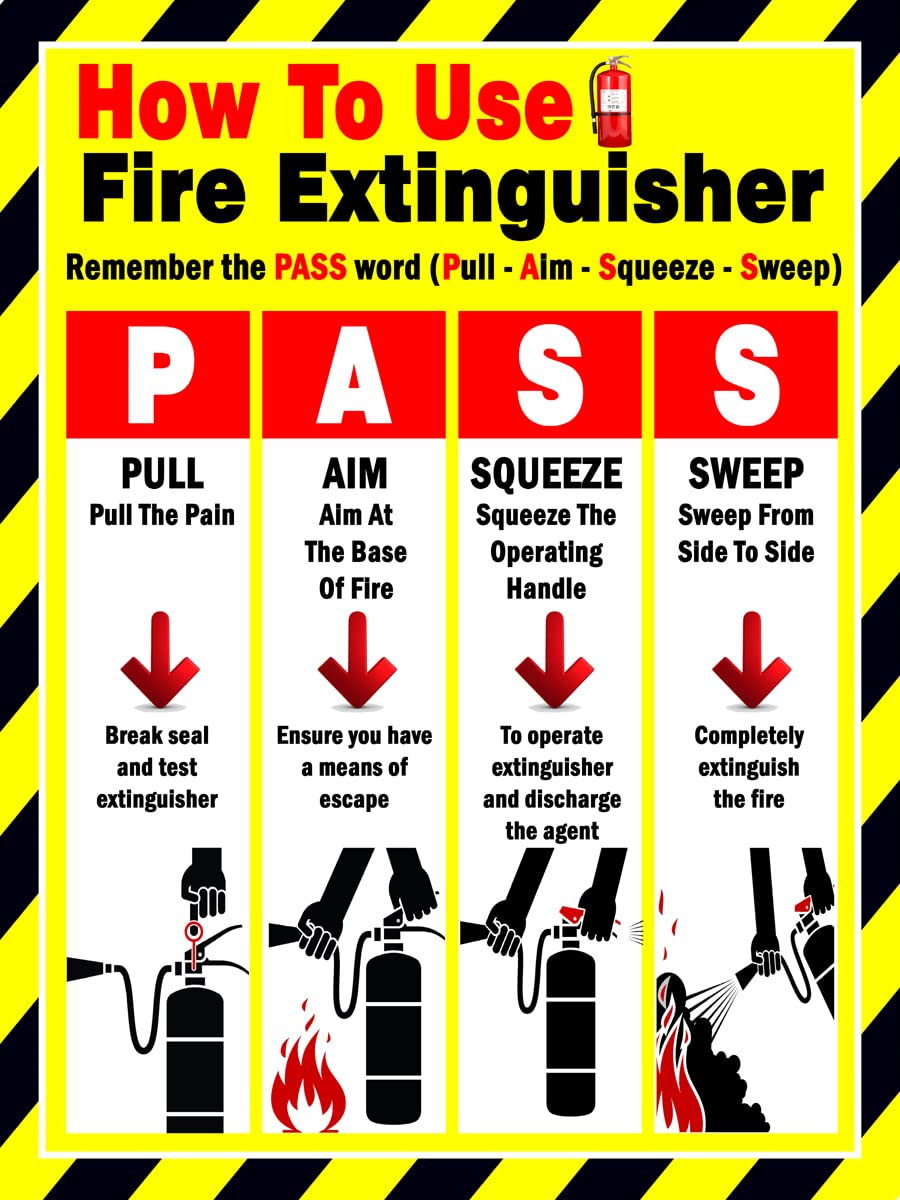 How To Use
Fire Extinguisher
Remember the PASS word (Pull - Aim - Squeeze - Sweep)
P
PULL
Pull The Pain
Break seal
and test
extinguisher
A
AIM
Aim At
The Base
Of Fire
Ensure you have
a means of
escape
S
SQUEEZE
Squeeze The
Operating
Handle
To operate
extinguisher
and discharge
the agent
S
SWEEP
Sweep From
Side To Side
Completely
extinguish
the fire